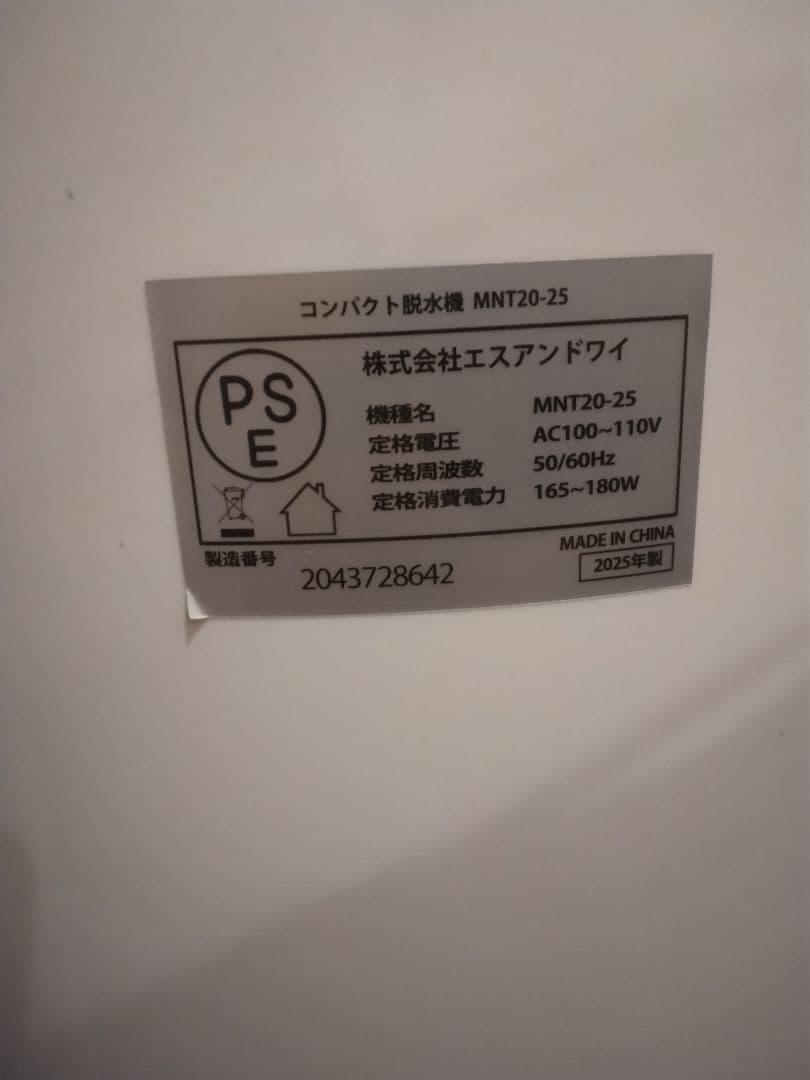 コンパクト脱水機 MNT20-25
PS
E
株式会社エスアンドワイ
機種名 MNT20-25
定格電圧 AC100~110V
定格周波数 50/60Hz
定格消費電力 165~180W
製造番号 2043728642
MADE IN CHINA
2025年製